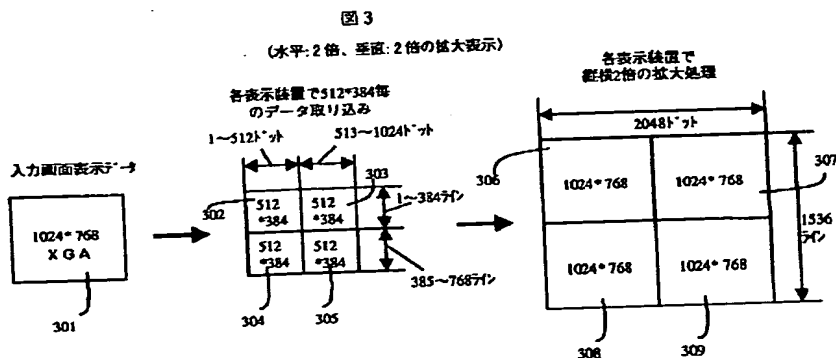 図 3
(水平:2倍、垂直:2倍の拡大表示)
入力画面表示データ
1024*768
XGA
301
各表示装置で512*384毎
のデータ取り込み
1~512ドット
513~1024ドット
302
512
*384
512
*384
303
1~384ライン
512
*384
512
*384
385~768ライン
304
305
各表示装置で
縦横2倍の拡大処理
2048ドット
306
1024*768
1024*768
307
1536
ライン
1024*768
1024*768
308
309